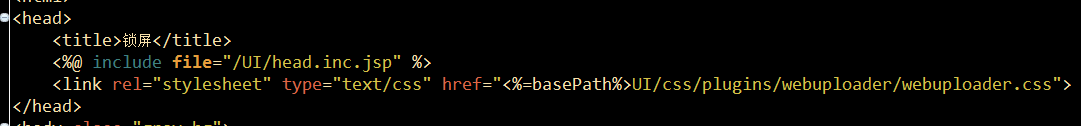 <head>
<title>锁屏</title>
<%@ include file="/UI/head.inc.jsp" %>
<link rel="stylesheet" type="text/css" href="<%=basePath%>UI/css/plugins/webuploader/webuploader.css">
</head>